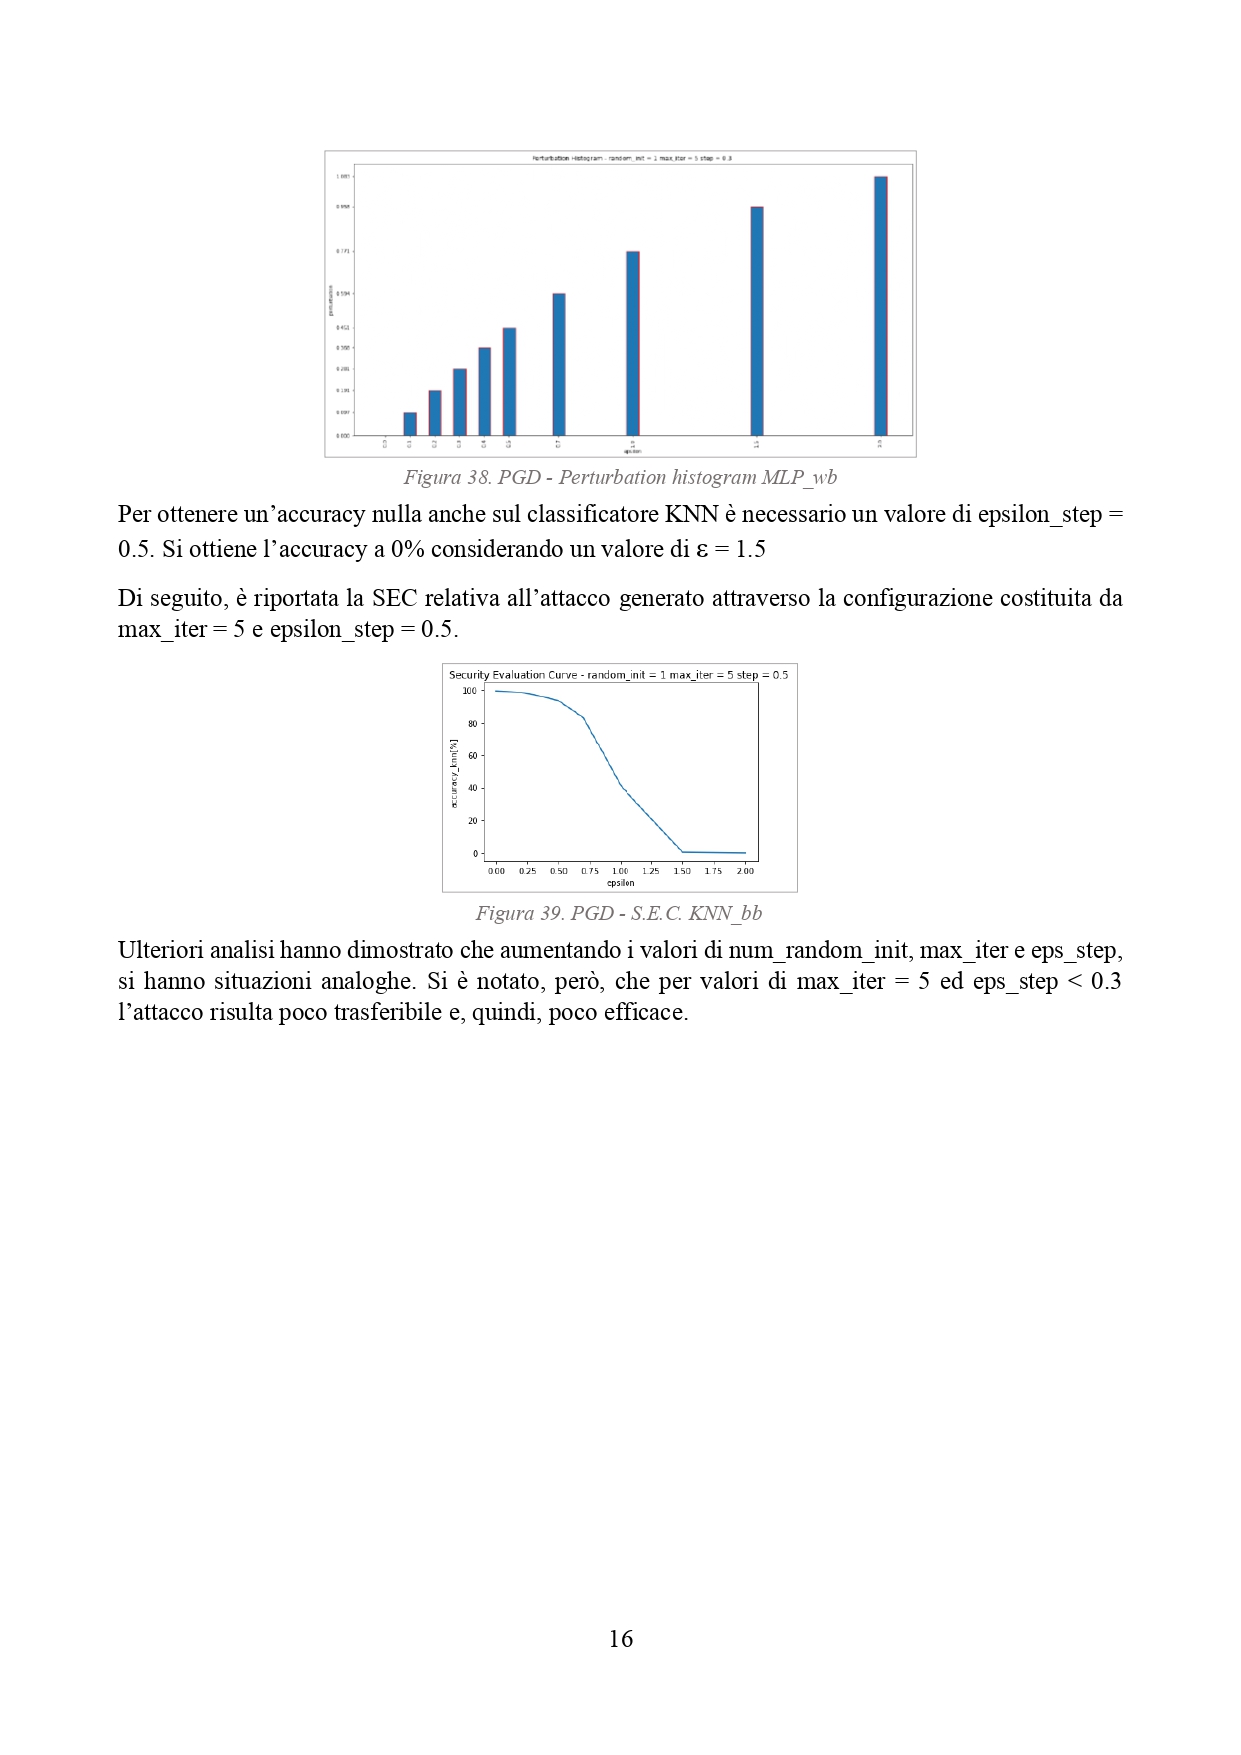 Perturbation Histogram - random_init = 1 max_iter = 5 step = 0.3
perturbation
0.958
0.771
0.594
0.451
0.281
0.191
0.097
0.000
0.0
0.1
0.2
0.3
0.4
0.5
0.7
1.0
1.5
2.0
epsilon
Figura 38. PGD - Perturbation histogram MLP_wb
Per ottenere un’accuracy nulla anche sul classificatore KNN è necessario un valore di epsilon_step =
0.5. Si ottiene l’accuracy a 0% considerando un valore di ε = 1.5
Di seguito, è riportata la SEC relativa all’attacco generato attraverso la configurazione costituita da
max_iter = 5 e epsilon_step = 0.5.
Security Evaluation Curve - random_init = 1 max_iter = 5 step = 0.5
accuracy_knn[%]
100
80
60
40
20
0
0.00 0.25 0.50 0.75 1.00 1.25 1.50 1.75 2.00
epsilon
Figura 39. PGD - S.E.C. KNN_bb
Ulteriori analisi hanno dimostrato che aumentando i valori di num_random_init, max_iter e eps_step,
si hanno situazioni analoghe. Si è notato, però, che per valori di max_iter = 5 ed eps_step < 0.3
l’attacco risulta poco trasferibile e, quindi, poco efficace.
16